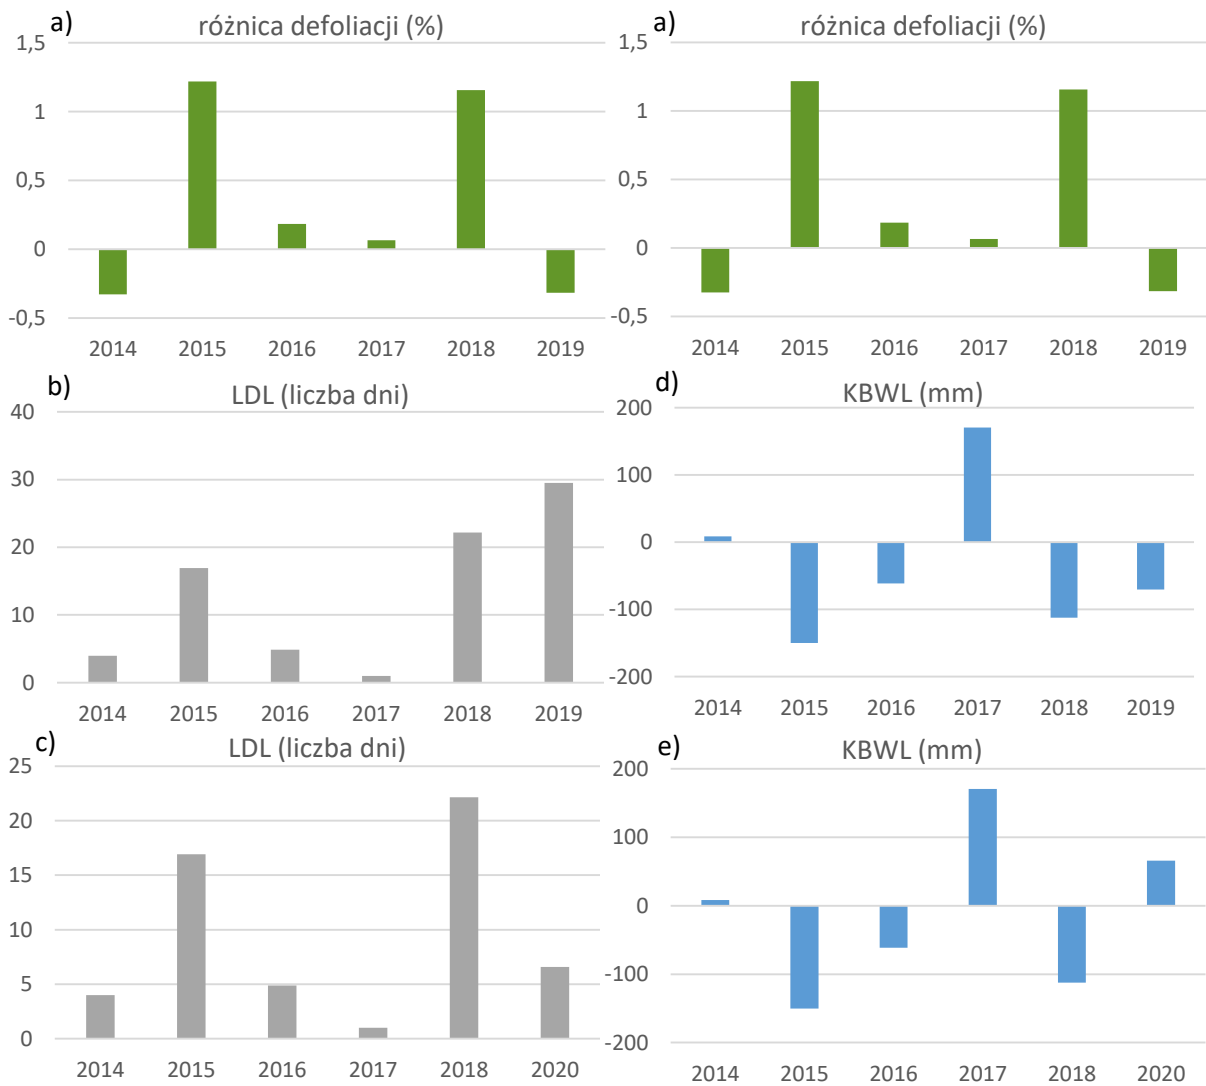 a)
różnica defoliacji (%)
1,5
1
0,5
0
-0,5
2014 2015 2016 2017 2018 2019
a)
różnica defoliacji (%)
1,5
1
0,5
0
-0,5
2014 2015 2016 2017 2018 2019
b)
LDL (liczba dni)
40
30
20
10
0
2014 2015 2016 2017 2018 2019
d)
KBWL (mm)
200
100
0
-100
-200
2014 2015 2016 2017 2018 2019
c)
LDL (liczba dni)
25
20
15
10
5
0
2014 2015 2016 2017 2018 2020
e)
KBWL (mm)
200
100
0
-100
-200
2014 2015 2016 2017 2018 2020